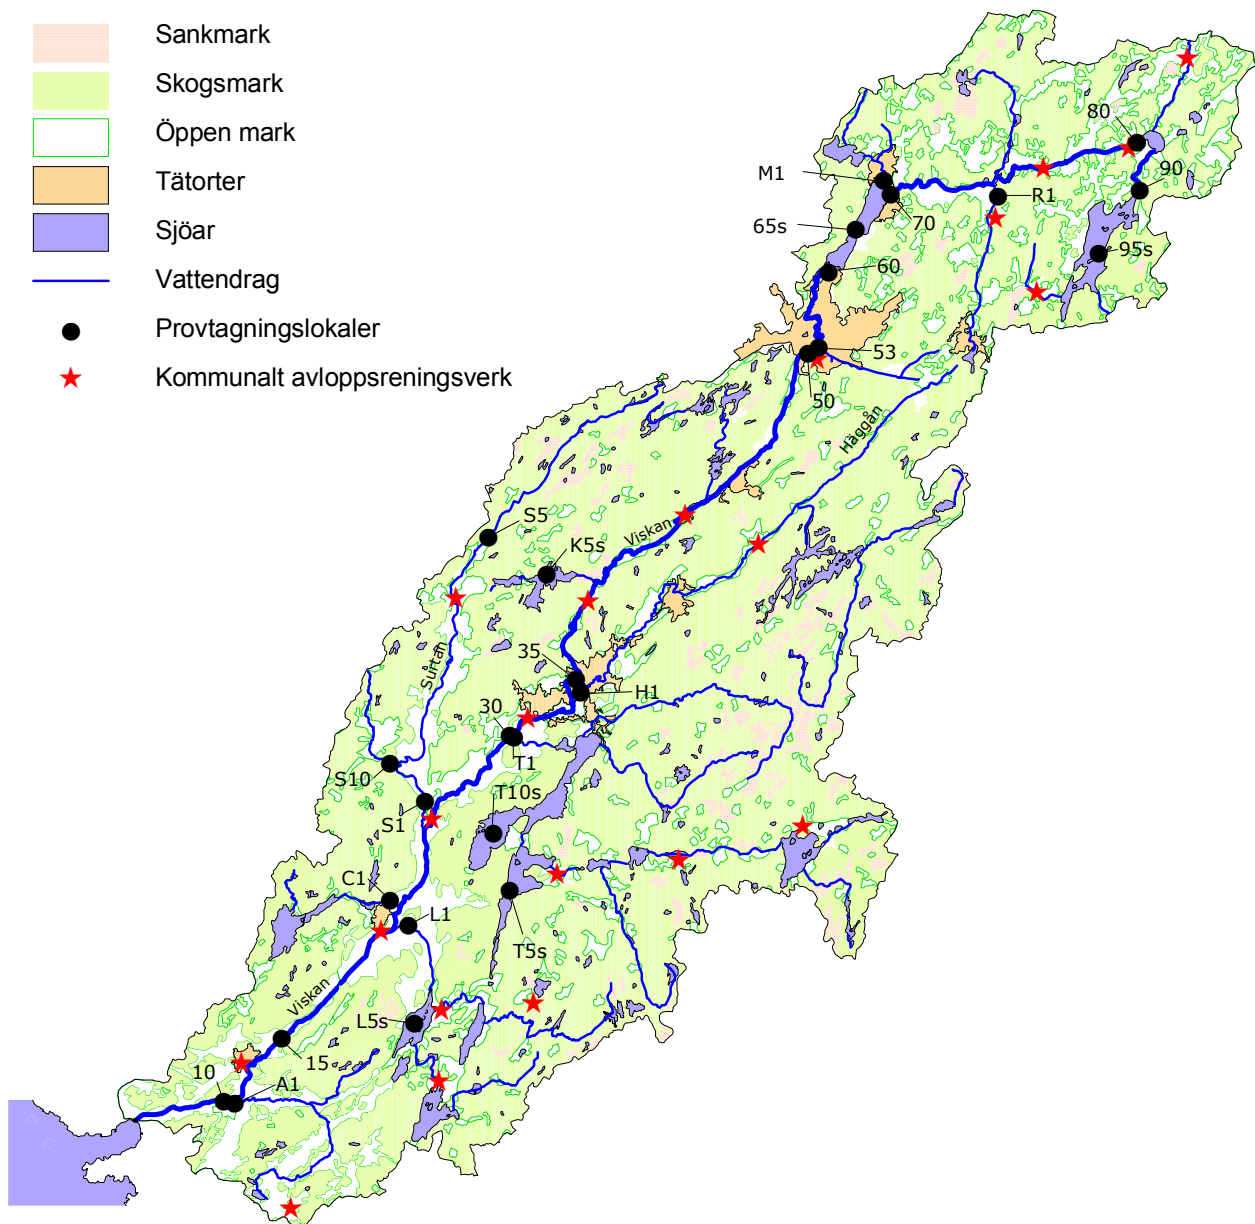 Sankmark
Skogsmark
Öppen mark
Tätorter
Sjöar
Vattendrag
Provtagningslokaler
Kommunalt avloppsreningsverk
80
M1
90
R1
70
65s
95s
60
53
50
Häggån
S5
Viskan
K5s
Surtan
35
H1
30
T1
S10
T10s
S1
C1
L1
T5s
Viskan
L5s
15
10
A1